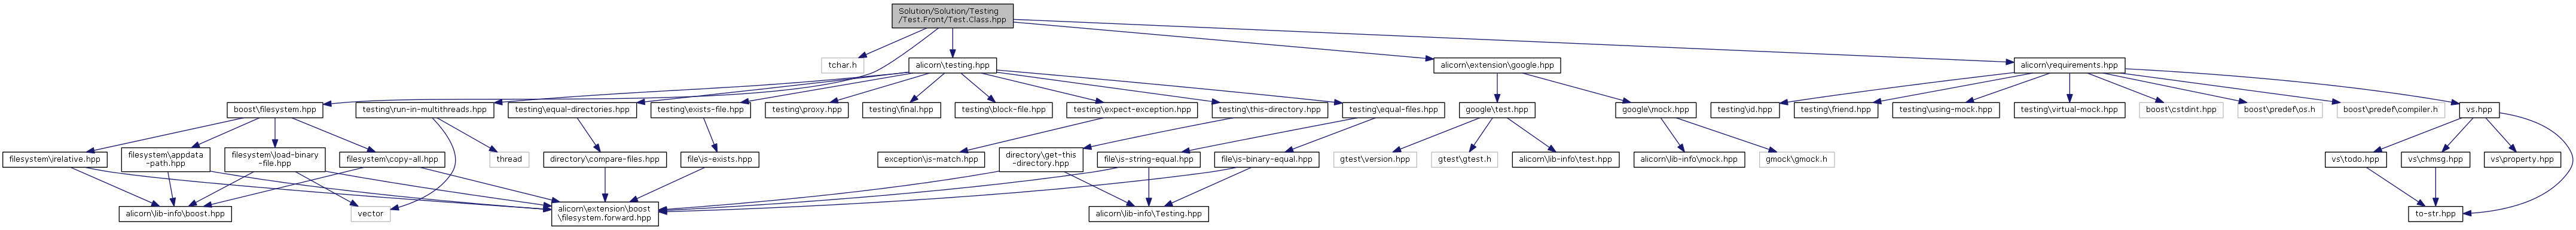 Solution/Solution/Testing
/Test.Front/Test.Class.hpp
tchar.h
alicorn\testing.hpp
alicorn\extension\google.hpp
alicorn\requirements.hpp
boost\filesystem.hpp
testing\run-in-multithreads.hpp
testing\equal-directories.hpp
testing\exists-file.hpp
testing\proxy.hpp
testing\final.hpp
testing\block-file.hpp
testing\expect-exception.hpp
testing\this-directory.hpp
testing\equal-files.hpp
google\test.hpp
google\mock.hpp
testing\id.hpp
testing\friend.hpp
testing\using-mock.hpp
testing\virtual-mock.hpp
boost\cstdint.hpp
boost\predef\os.h
boost\predef\compiler.h
vs.hpp
filesystem\irelative.hpp
filesystem\appdata
-path.hpp
filesystem\load-binary
-file.hpp
filesystem\copy-all.hpp
thread
directory\compare-files.hpp
file\is-exists.hpp
exception\is-match.hpp
directory\get-this
-directory.hpp
file\is-string-equal.hpp
file\is-binary-equal.hpp
gtest\version.hpp
gtest\gtest.h
alicorn\lib-info\test.hpp
alicorn\lib-info\mock.hpp
gmock\gmock.h
vs\todo.hpp
vs\chmsg.hpp
vs\property.hpp
alicorn\lib-info\boost.hpp
vector
alicorn\extension\boost
\filesystem.forward.hpp
alicorn\lib-info\Testing.hpp
to-str.hpp